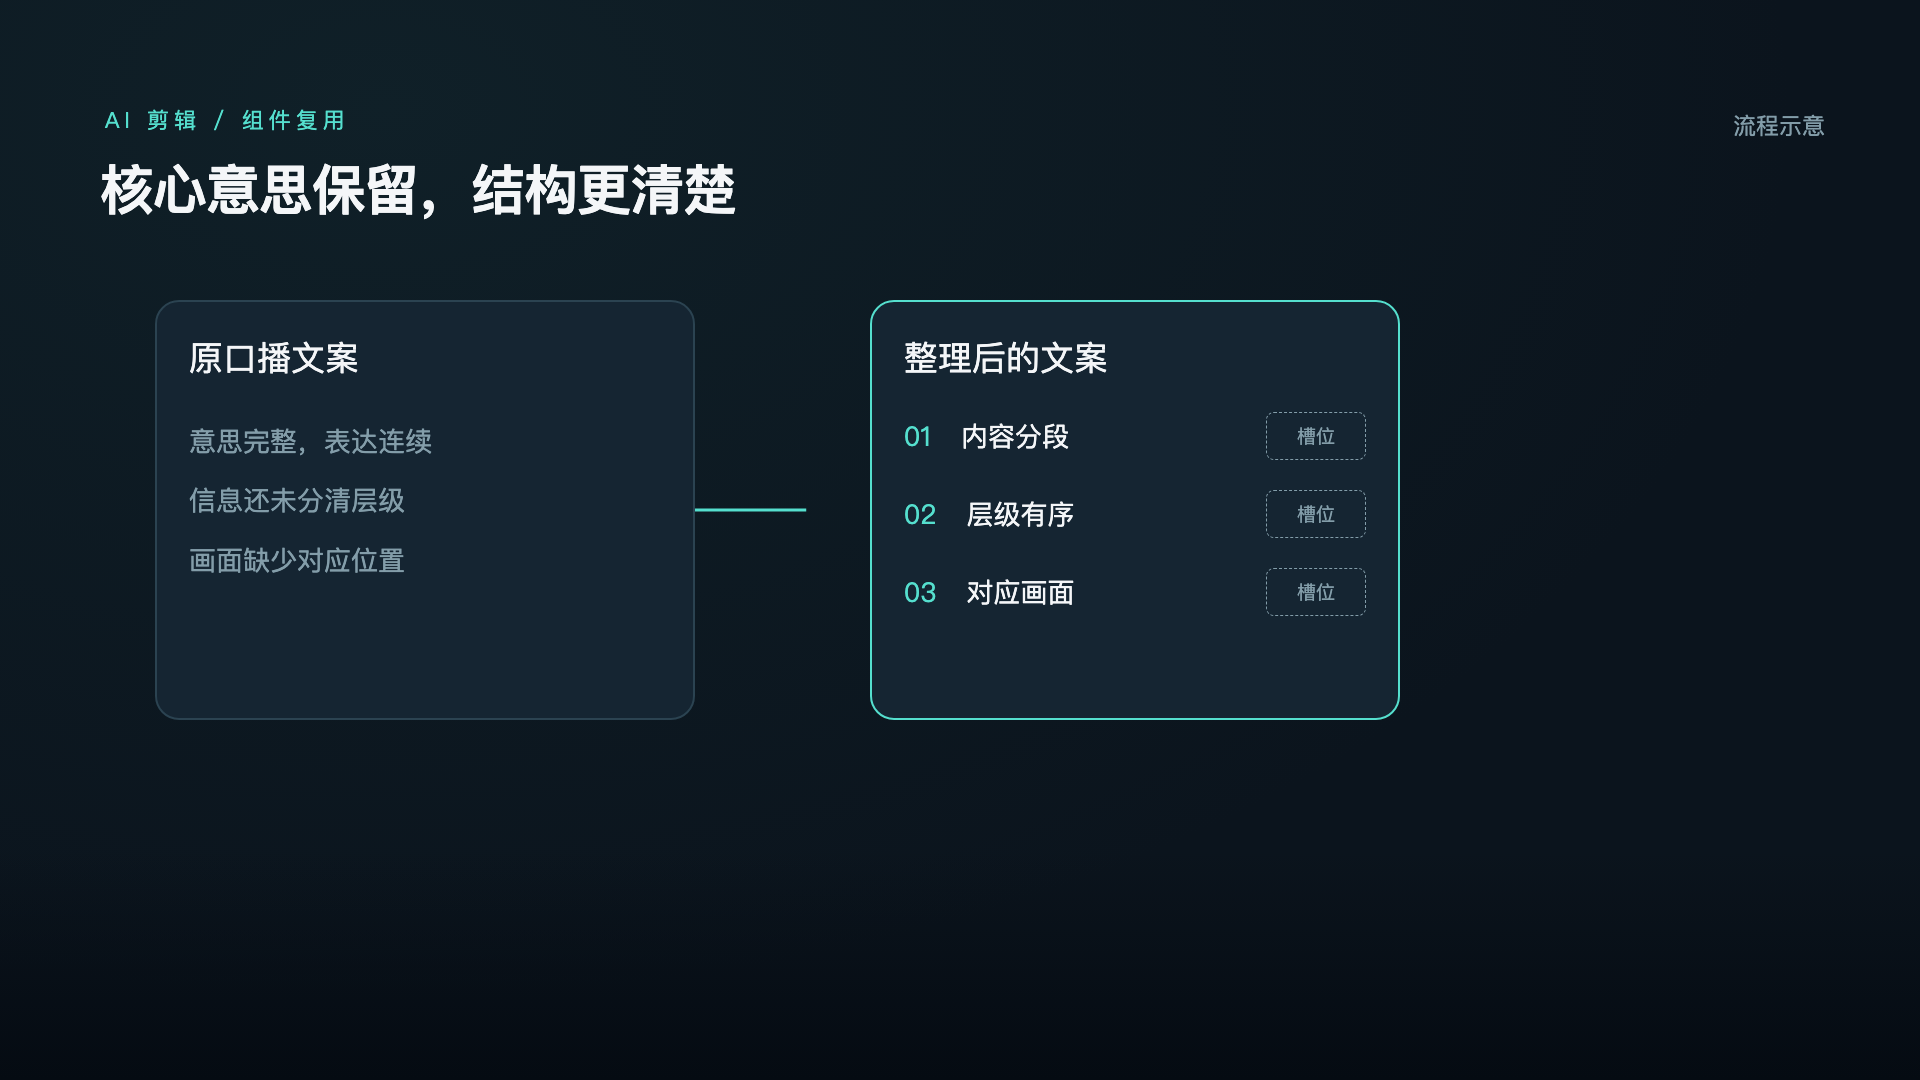 AI 剪辑 / 组件复用
流程示意
核心意思保留，结构更清楚
原口播文案
意思完整，表达连续
信息还未分清层级
画面缺少对应位置
整理后的文案
01 内容分段 槽位
02 层级有序 槽位
03 对应画面 槽位